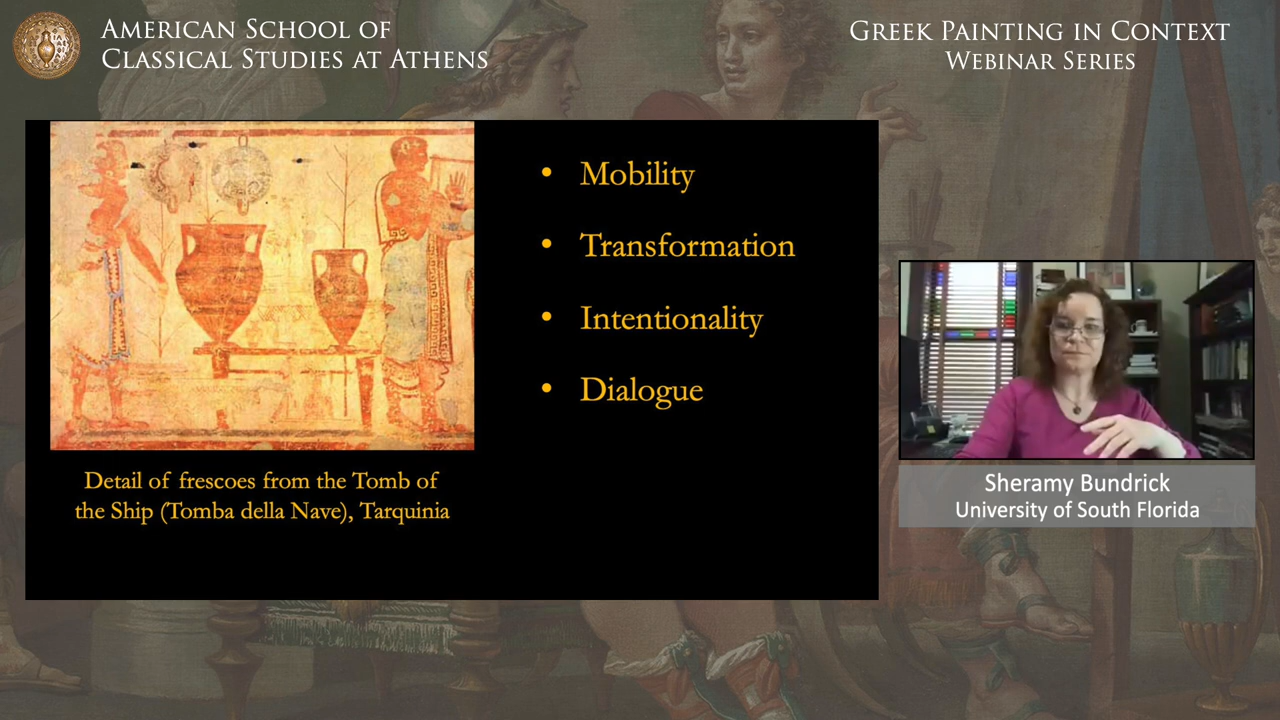 AMERICAN SCHOOL OF
CLASSICAL STUDIES AT ATHENS
GREEK PAINTING IN CONTEXT
WEBINAR SERIES
• Mobility
• Transformation
• Intentionality
• Dialogue
Detail of frescoes from the Tomb of
the Ship (Tomba della Nave), Tarquinia
Sheramy Bundrick
University of South Florida